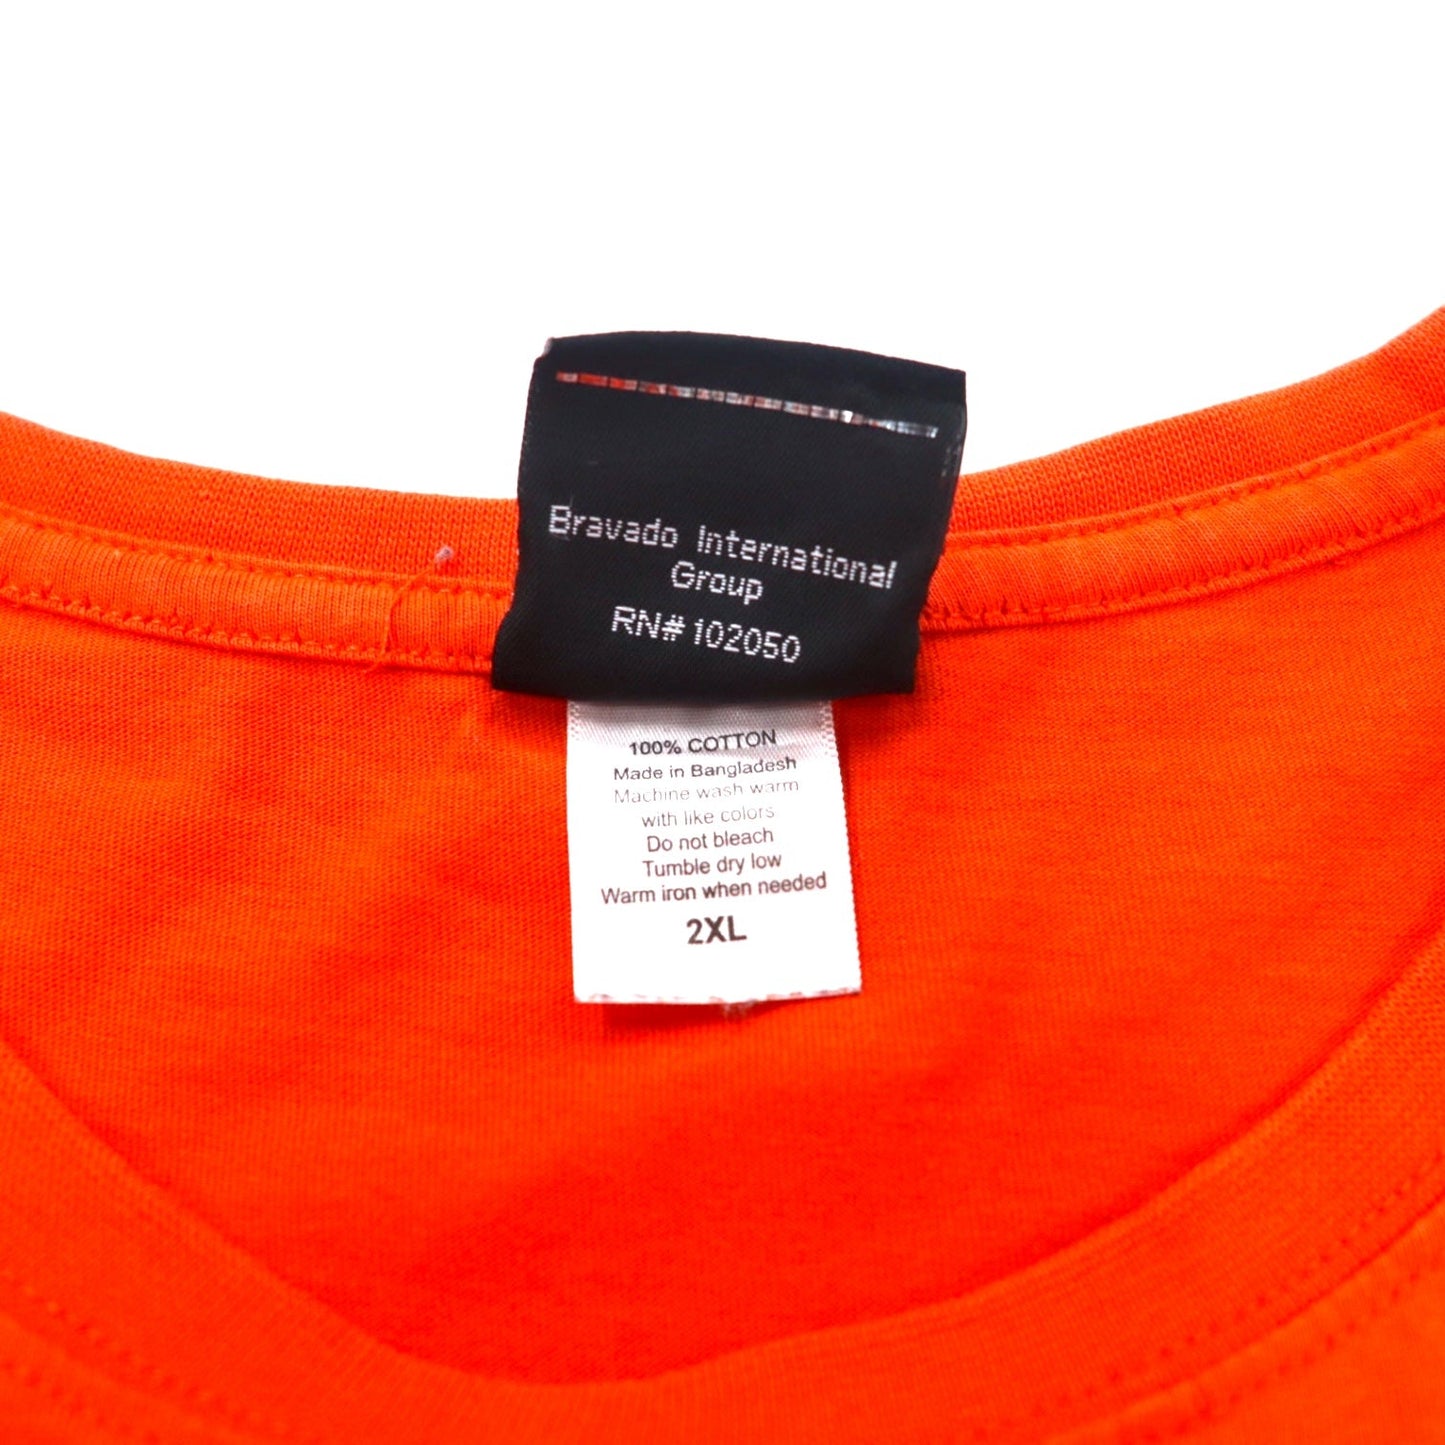 Bravado International
Group
RN# 102050
100% COTTON
Made in Bangladesh
Machine wash warm
with like colors
Do not bleach
Tumble dry low
Warm iron when needed
2XL